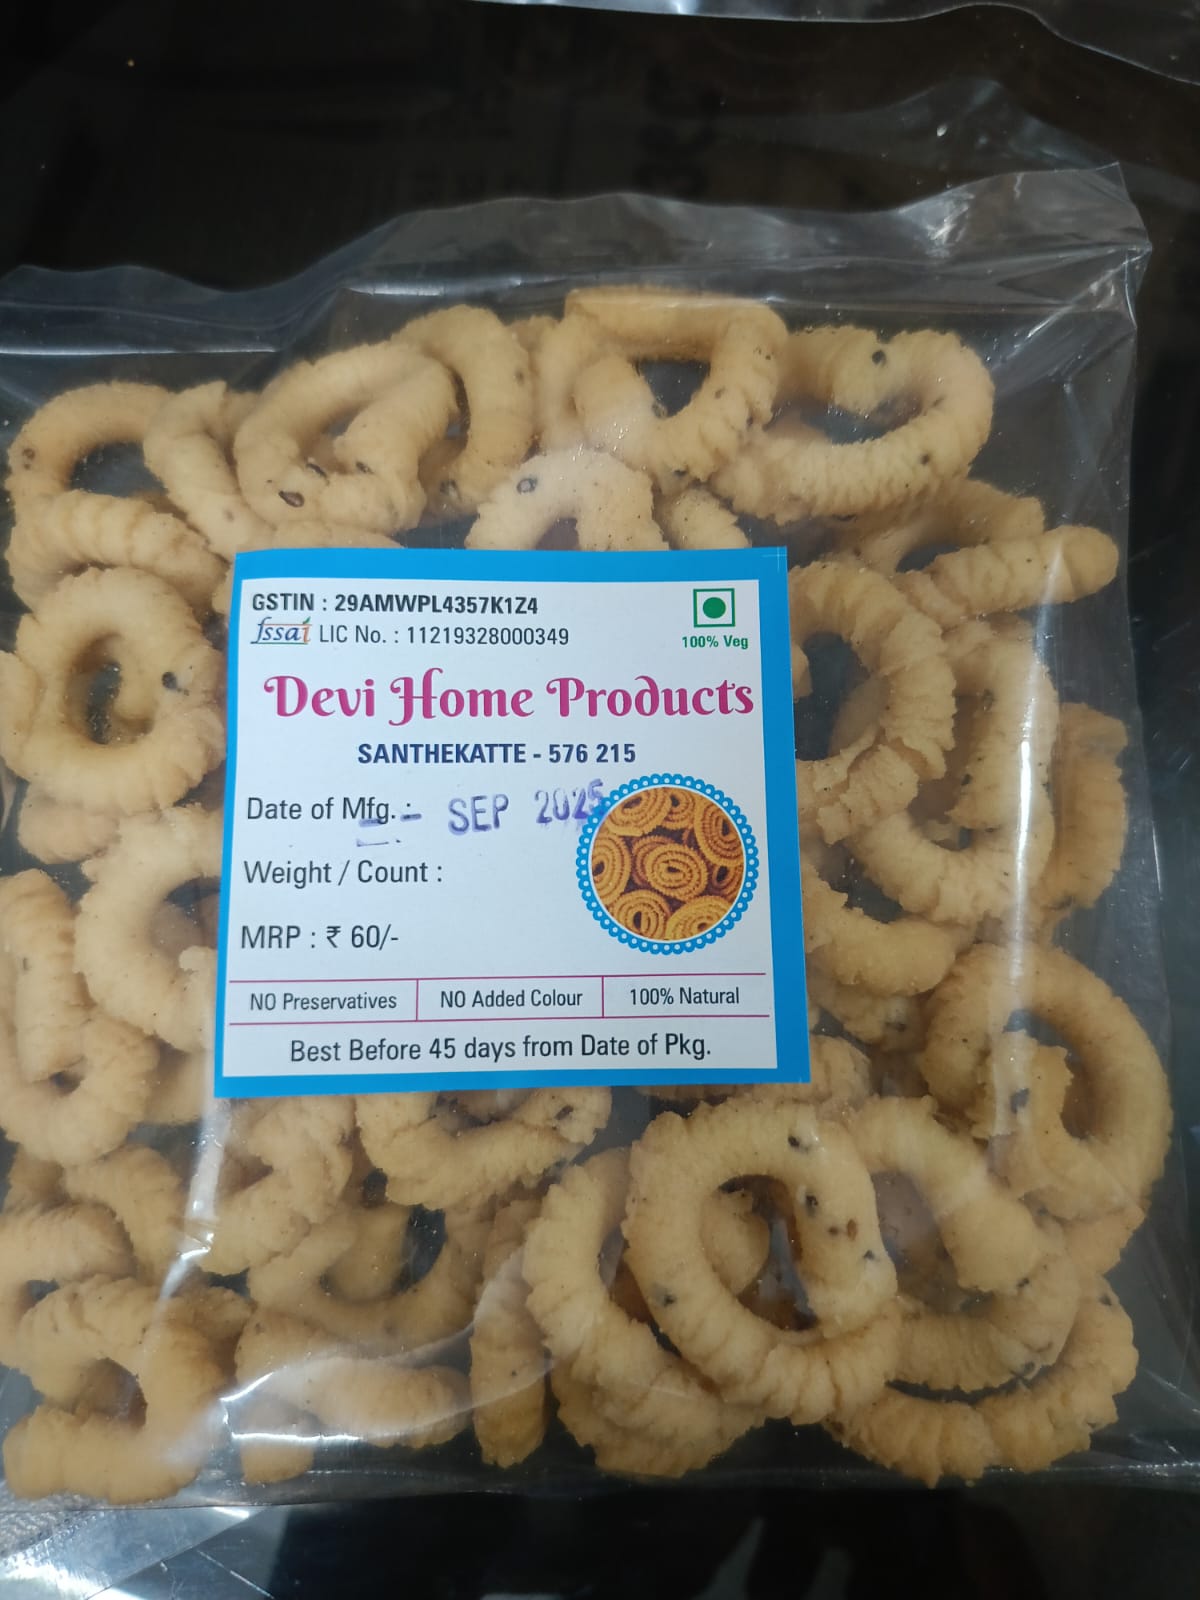 GSTIN : 29AMWPL4357K1Z4
fssai LIC No. : 11219328000349
100% Veg
Devi Home Products
SANTHEKATTE - 576 215
Date of Mfg. :- SEP 2025
Weight / Count :
MRP : ₹ 60/-
NO Preservatives
NO Added Colour
100% Natural
Best Before 45 days from Date of Pkg.